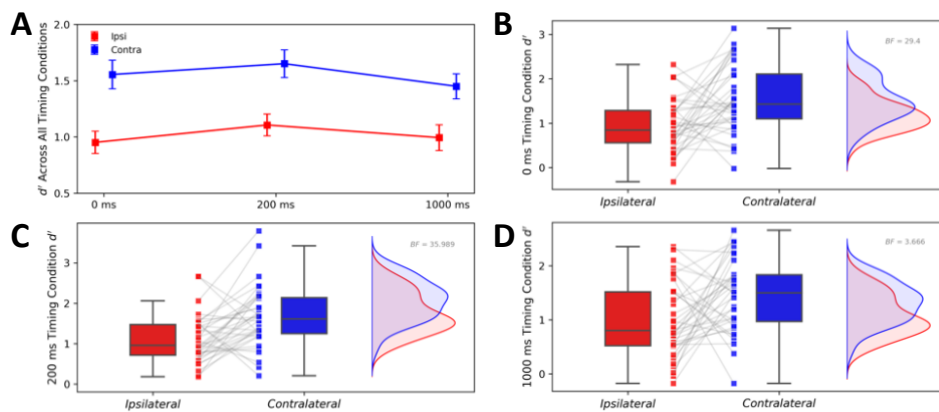 A
d′ Across All Timing Conditions
2.0
1.5
1.0
0.5
Ipsi
Contra
0 ms
200 ms
1000 ms
B
0 ms Timing Condition d′
3
2
1
0
BF = 29.4
Ipsilateral
Contralateral
C
200 ms Timing Condition d′
3
2
1
0
BF = 35.989
Ipsilateral
Contralateral
D
1000 ms Timing Condition d′
2
1
0
BF = 3.666
Ipsilateral
Contralateral